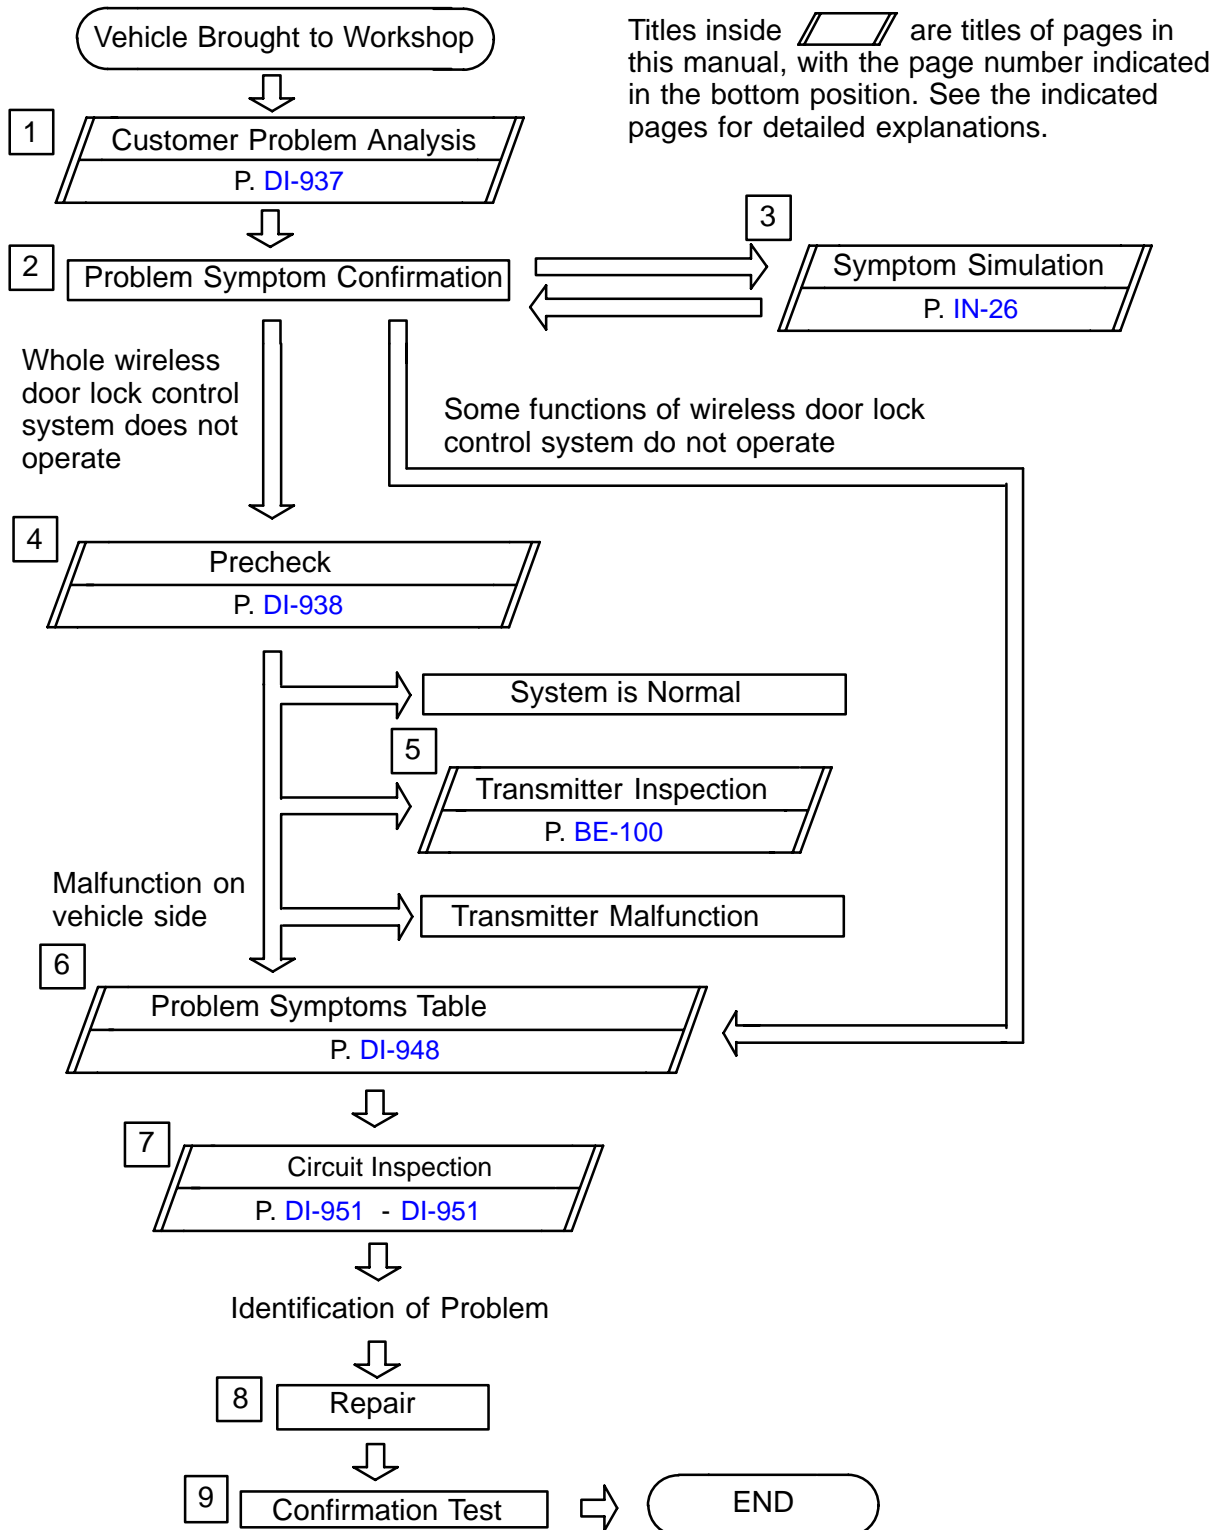 Vehicle Brought to Workshop
Titles inside are titles of pages in
this manual, with the page number indicated
in the bottom position. See the indicated
pages for detailed explanations.
1
Customer Problem Analysis
P. DI-937
2
Problem Symptom Confirmation
3
Symptom Simulation
P. IN-26
Whole wireless
door lock control
system does not
operate
Some functions of wireless door lock
control system do not operate
4
Precheck
P. DI-938
System is Normal
5
Transmitter Inspection
P. BE-100
Malfunction on
vehicle side
Transmitter Malfunction
6
Problem Symptoms Table
P. DI-948
7
Circuit Inspection
P. DI-951 - DI-951
Identification of Problem
8
Repair
9
Confirmation Test
END